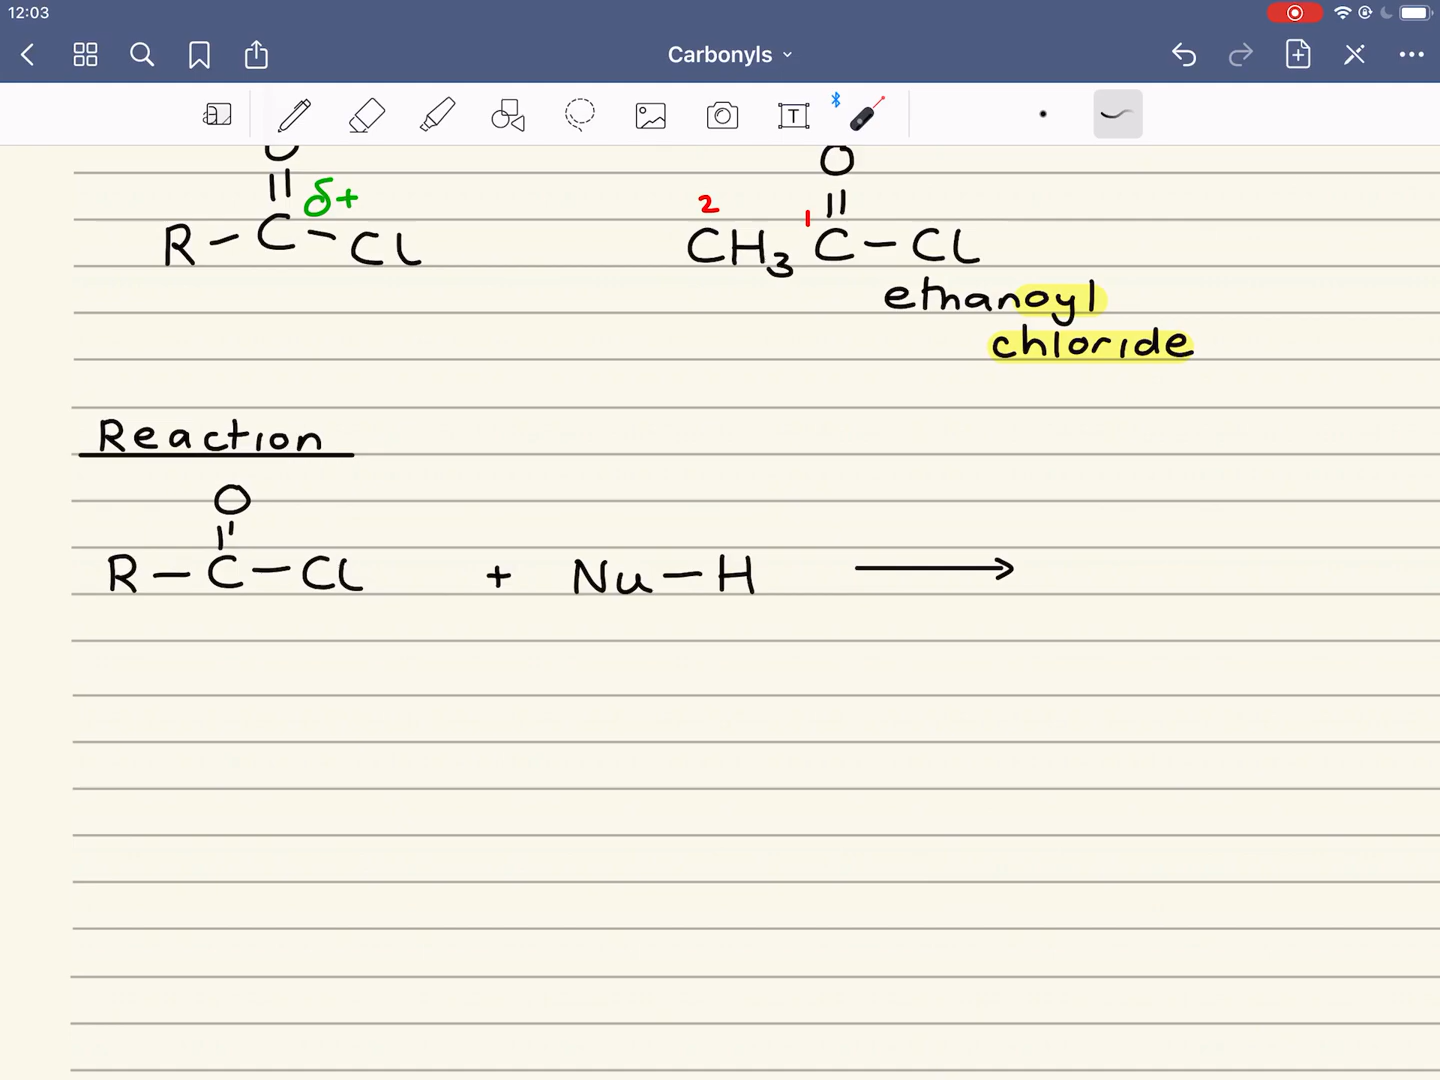 12:03
Carbonyls
T
O
O
|| δ+
2
1 ||
R – C – Cl
CH3 C – Cl
ethanoyl
chloride
Reaction
O
||
R – C – Cl + Nu – H ⟶